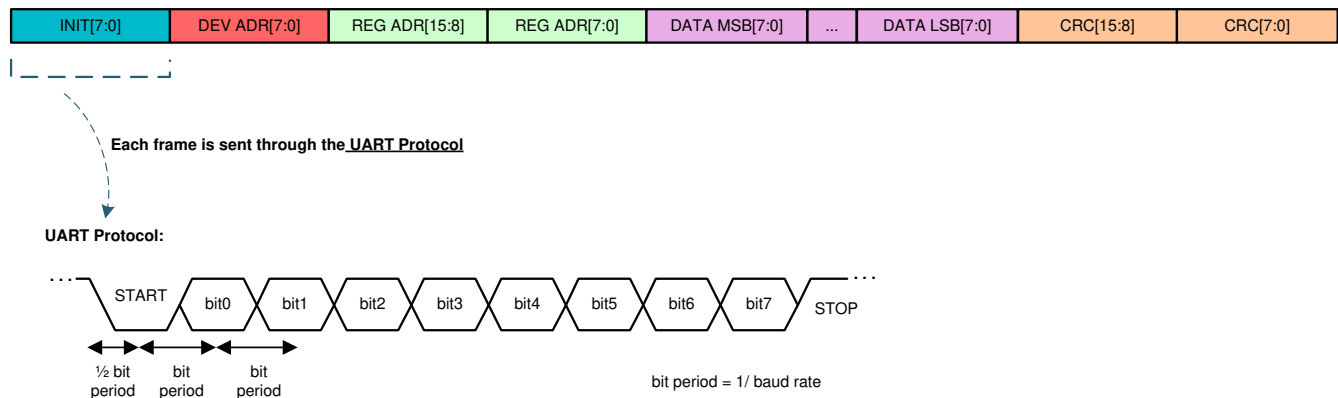 INIT[7:0] DEV ADR[7:0] REG ADR[15:8] REG ADR[7:0] DATA MSB[7:0] ... DATA LSB[7:0] CRC[15:8] CRC[7:0]
Each frame is sent through the UART Protocol
UART Protocol:
... START bit0 bit1 bit2 bit3 bit4 bit5 bit6 bit7 STOP ...
½ bit period bit period bit period
bit period = 1/ baud rate